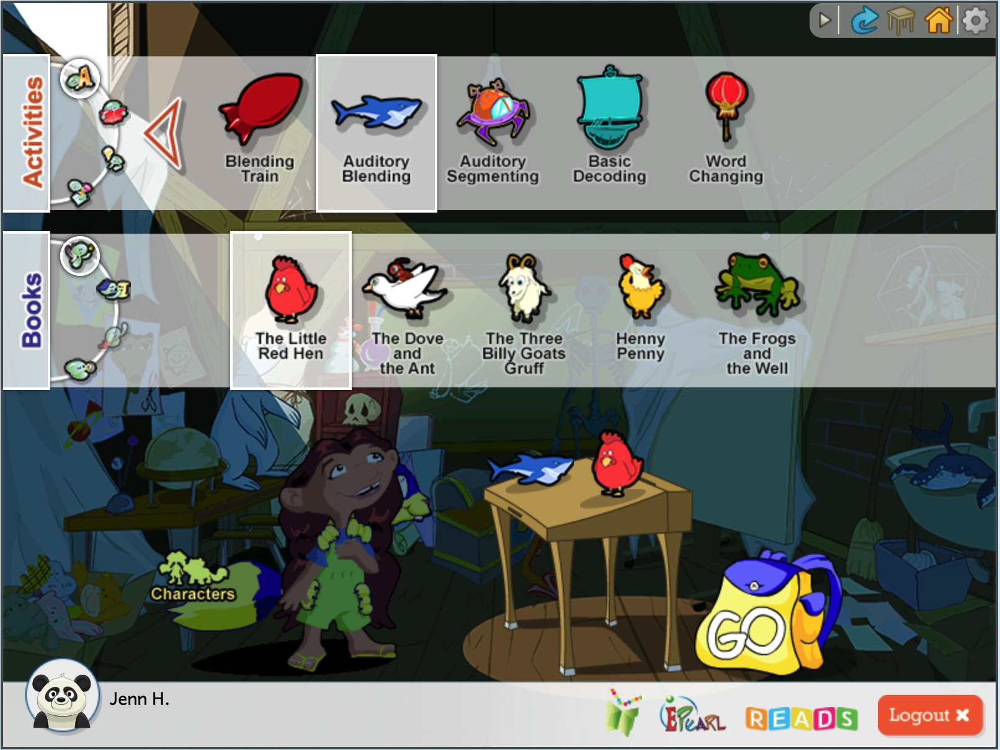 Activities
Blending
Train
Auditory
Blending
Auditory
Segmenting
Basic
Decoding
Word
Changing
Books
The Little
Red Hen
The Dove
and
the Ant
The Three
Billy Goats
Gruff
Henny
Penny
The Frogs
and
the Well
Characters
GO
Jenn H.
EPEARL
READS
Logout ✖